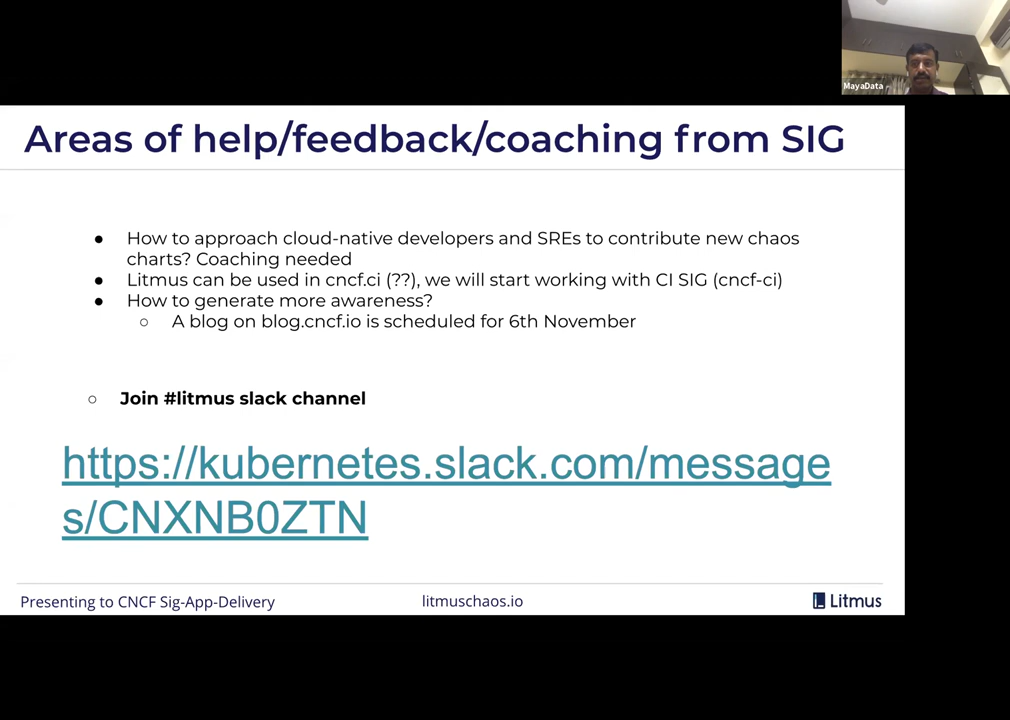 MayaData
Areas of help/feedback/coaching from SIG
● How to approach cloud-native developers and SREs to contribute new chaos
charts? Coaching needed
● Litmus can be used in cncf.ci (??), we will start working with CI SIG (cncf-ci)
● How to generate more awareness?
○ A blog on blog.cncf.io is scheduled for 6th November
○ Join #litmus slack channel
https://kubernetes.slack.com/message
s/CNXNB0ZTN
Presenting to CNCF Sig-App-Delivery
litmuschaos.io
Litmus